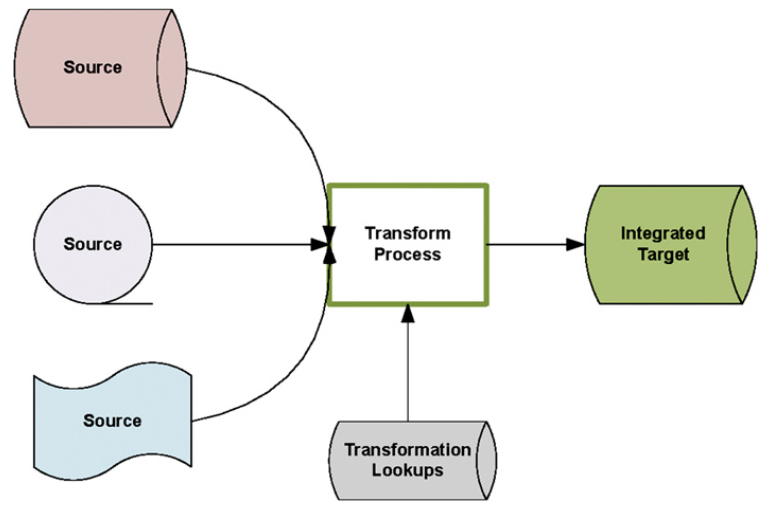 Source
Source
Transform
Process
Integrated
Target
Source
Transformation
Lookups